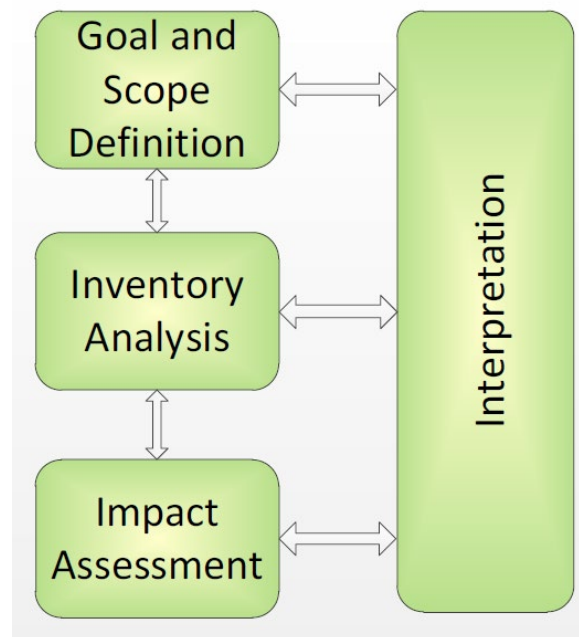 Goal and
Scope
Definition
Inventory
Analysis
Impact
Assessment
Interpretation